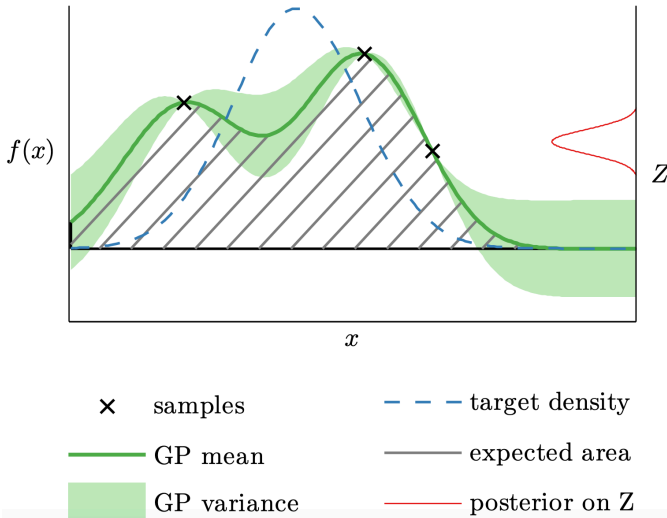 f(x)
Z
x
samples
target density
GP mean
expected area
GP variance
posterior on Z